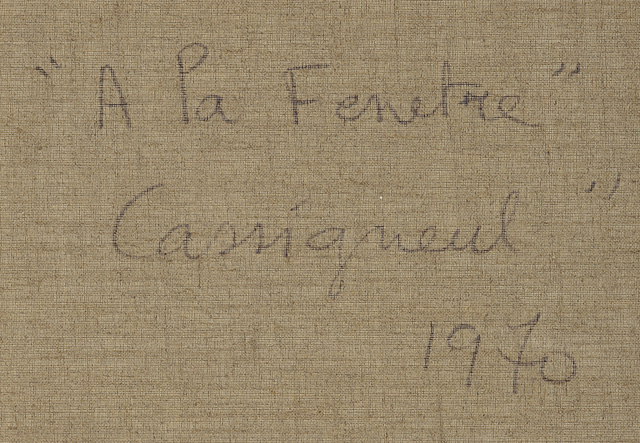 " A la Fenetre "
Cassigneul "
1970